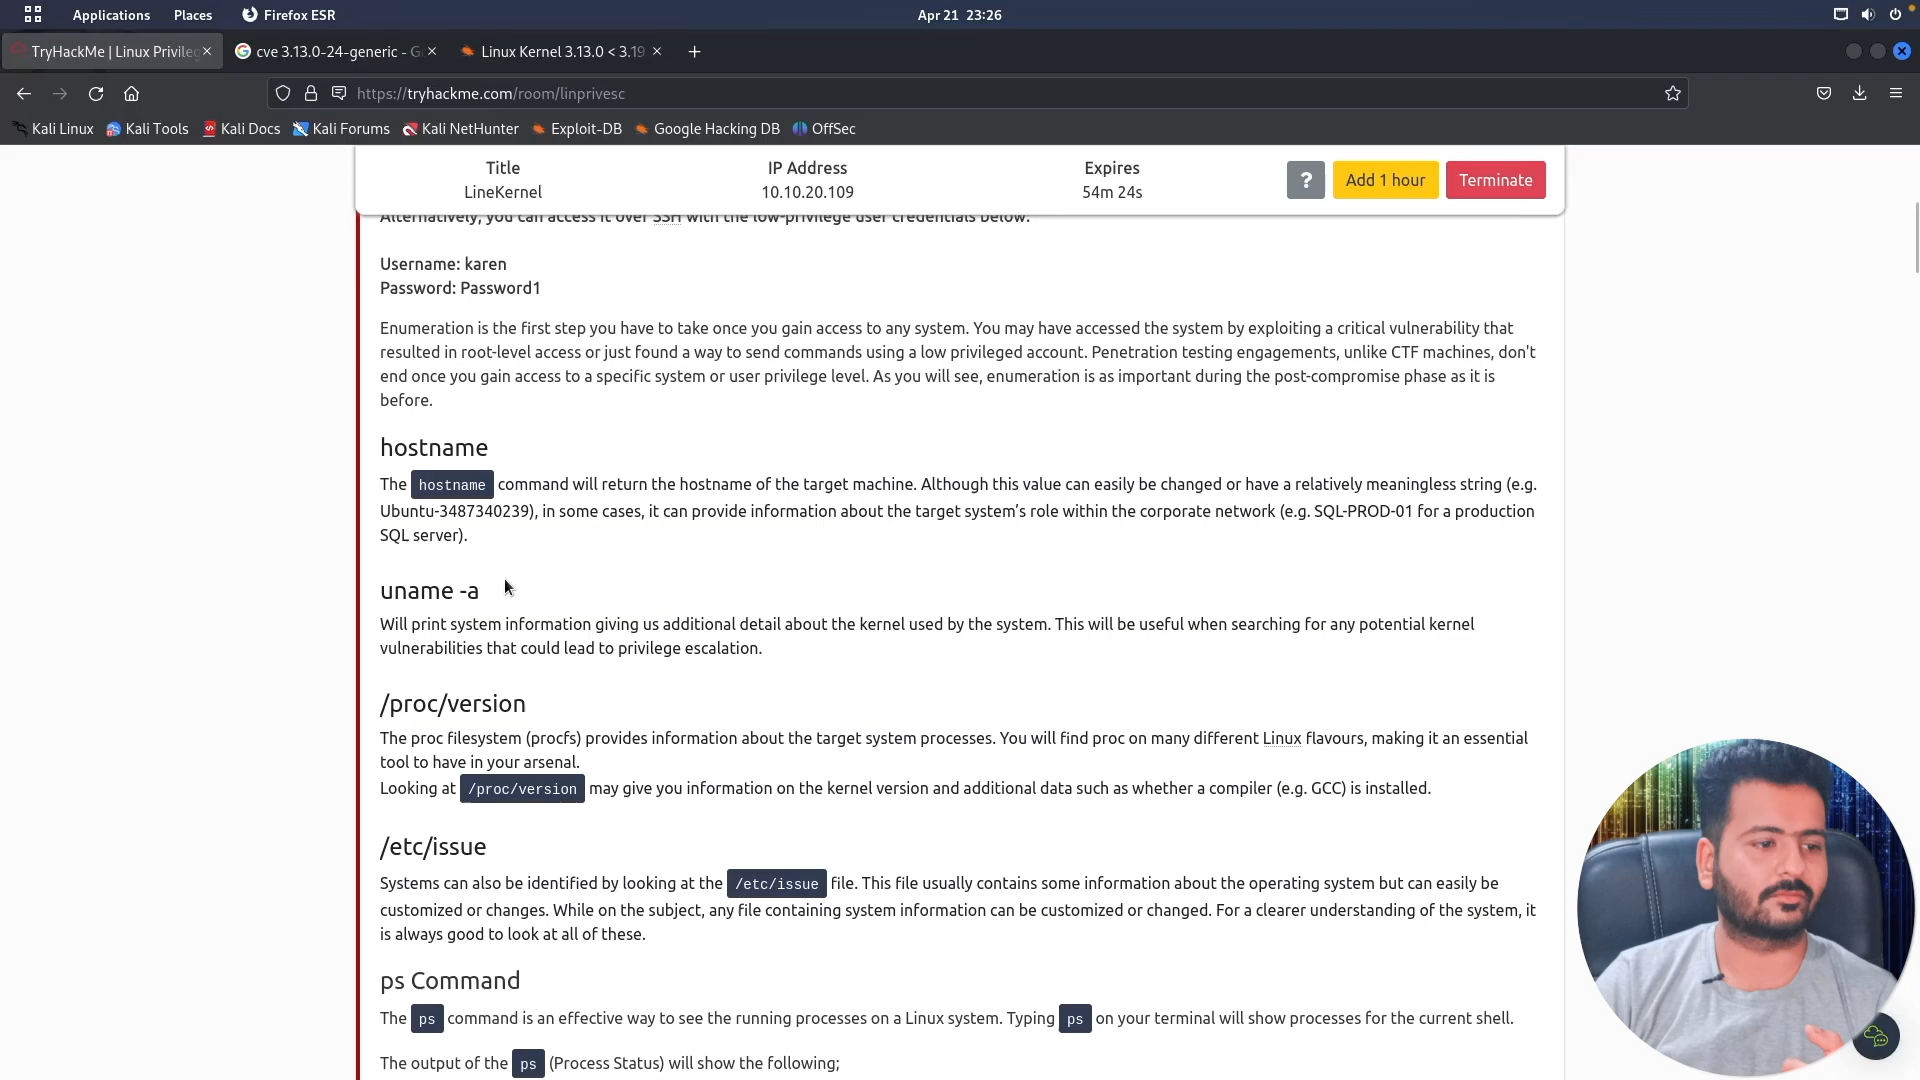 Applications Places Firefox ESR Apr 21 23:26
TryHackMe | Linux Privile
cve 3.13.0-24-generic - G
Linux Kernel 3.13.0 < 3.19
https://tryhackme.com/room/linprivesc
Kali Linux Kali Tools Kali Docs Kali Forums Kali NetHunter Exploit-DB Google Hacking DB OffSec
Title IP Address Expires
LineKernel 10.10.20.109 54m 24s
? Add 1 hour Terminate
Alternatively, you can access it over SSH with the low-privilege user credentials below.
Username: karen
Password: Password1
Enumeration is the first step you have to take once you gain access to any system. You may have accessed the system by exploiting a critical vulnerability that
resulted in root-level access or just found a way to send commands using a low privileged account. Penetration testing engagements, unlike CTF machines, don't
end once you gain access to a specific system or user privilege level. As you will see, enumeration is as important during the post-compromise phase as it is
before.
hostname
The hostname command will return the hostname of the target machine. Although this value can easily be changed or have a relatively meaningless string (e.g.
Ubuntu-3487340239), in some cases, it can provide information about the target system’s role within the corporate network (e.g. SQL-PROD-01 for a production
SQL server).
uname -a
Will print system information giving us additional detail about the kernel used by the system. This will be useful when searching for any potential kernel
vulnerabilities that could lead to privilege escalation.
/proc/version
The proc filesystem (procfs) provides information about the target system processes. You will find proc on many different Linux flavours, making it an essential
tool to have in your arsenal.
Looking at /proc/version may give you information on the kernel version and additional data such as whether a compiler (e.g. GCC) is installed.
/etc/issue
Systems can also be identified by looking at the /etc/issue file. This file usually contains some information about the operating system but can easily be
customized or changes. While on the subject, any file containing system information can be customized or changed. For a clearer understanding of the system, it
is always good to look at all of these.
ps Command
The ps command is an effective way to see the running processes on a Linux system. Typing ps on your terminal will show processes for the current shell.
The output of the ps (Process Status) will show the following;